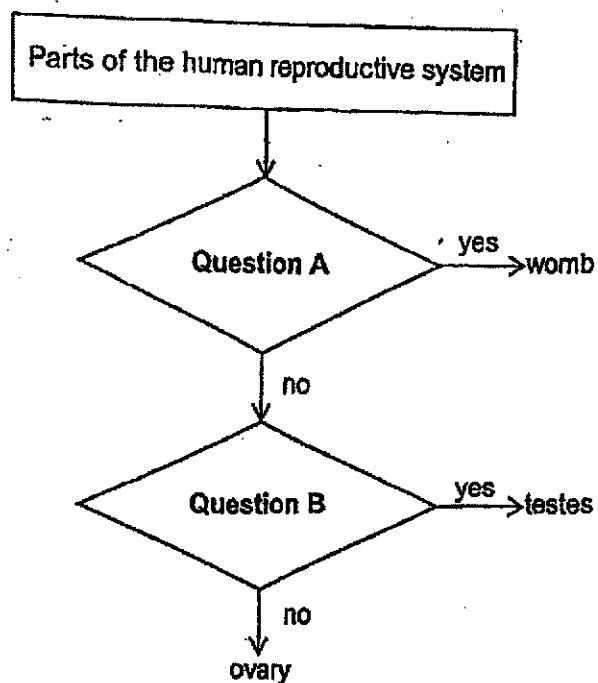 Parts of the human reproductive system
Question A
yes
womb
no
Question B
yes
testes
no
ovary